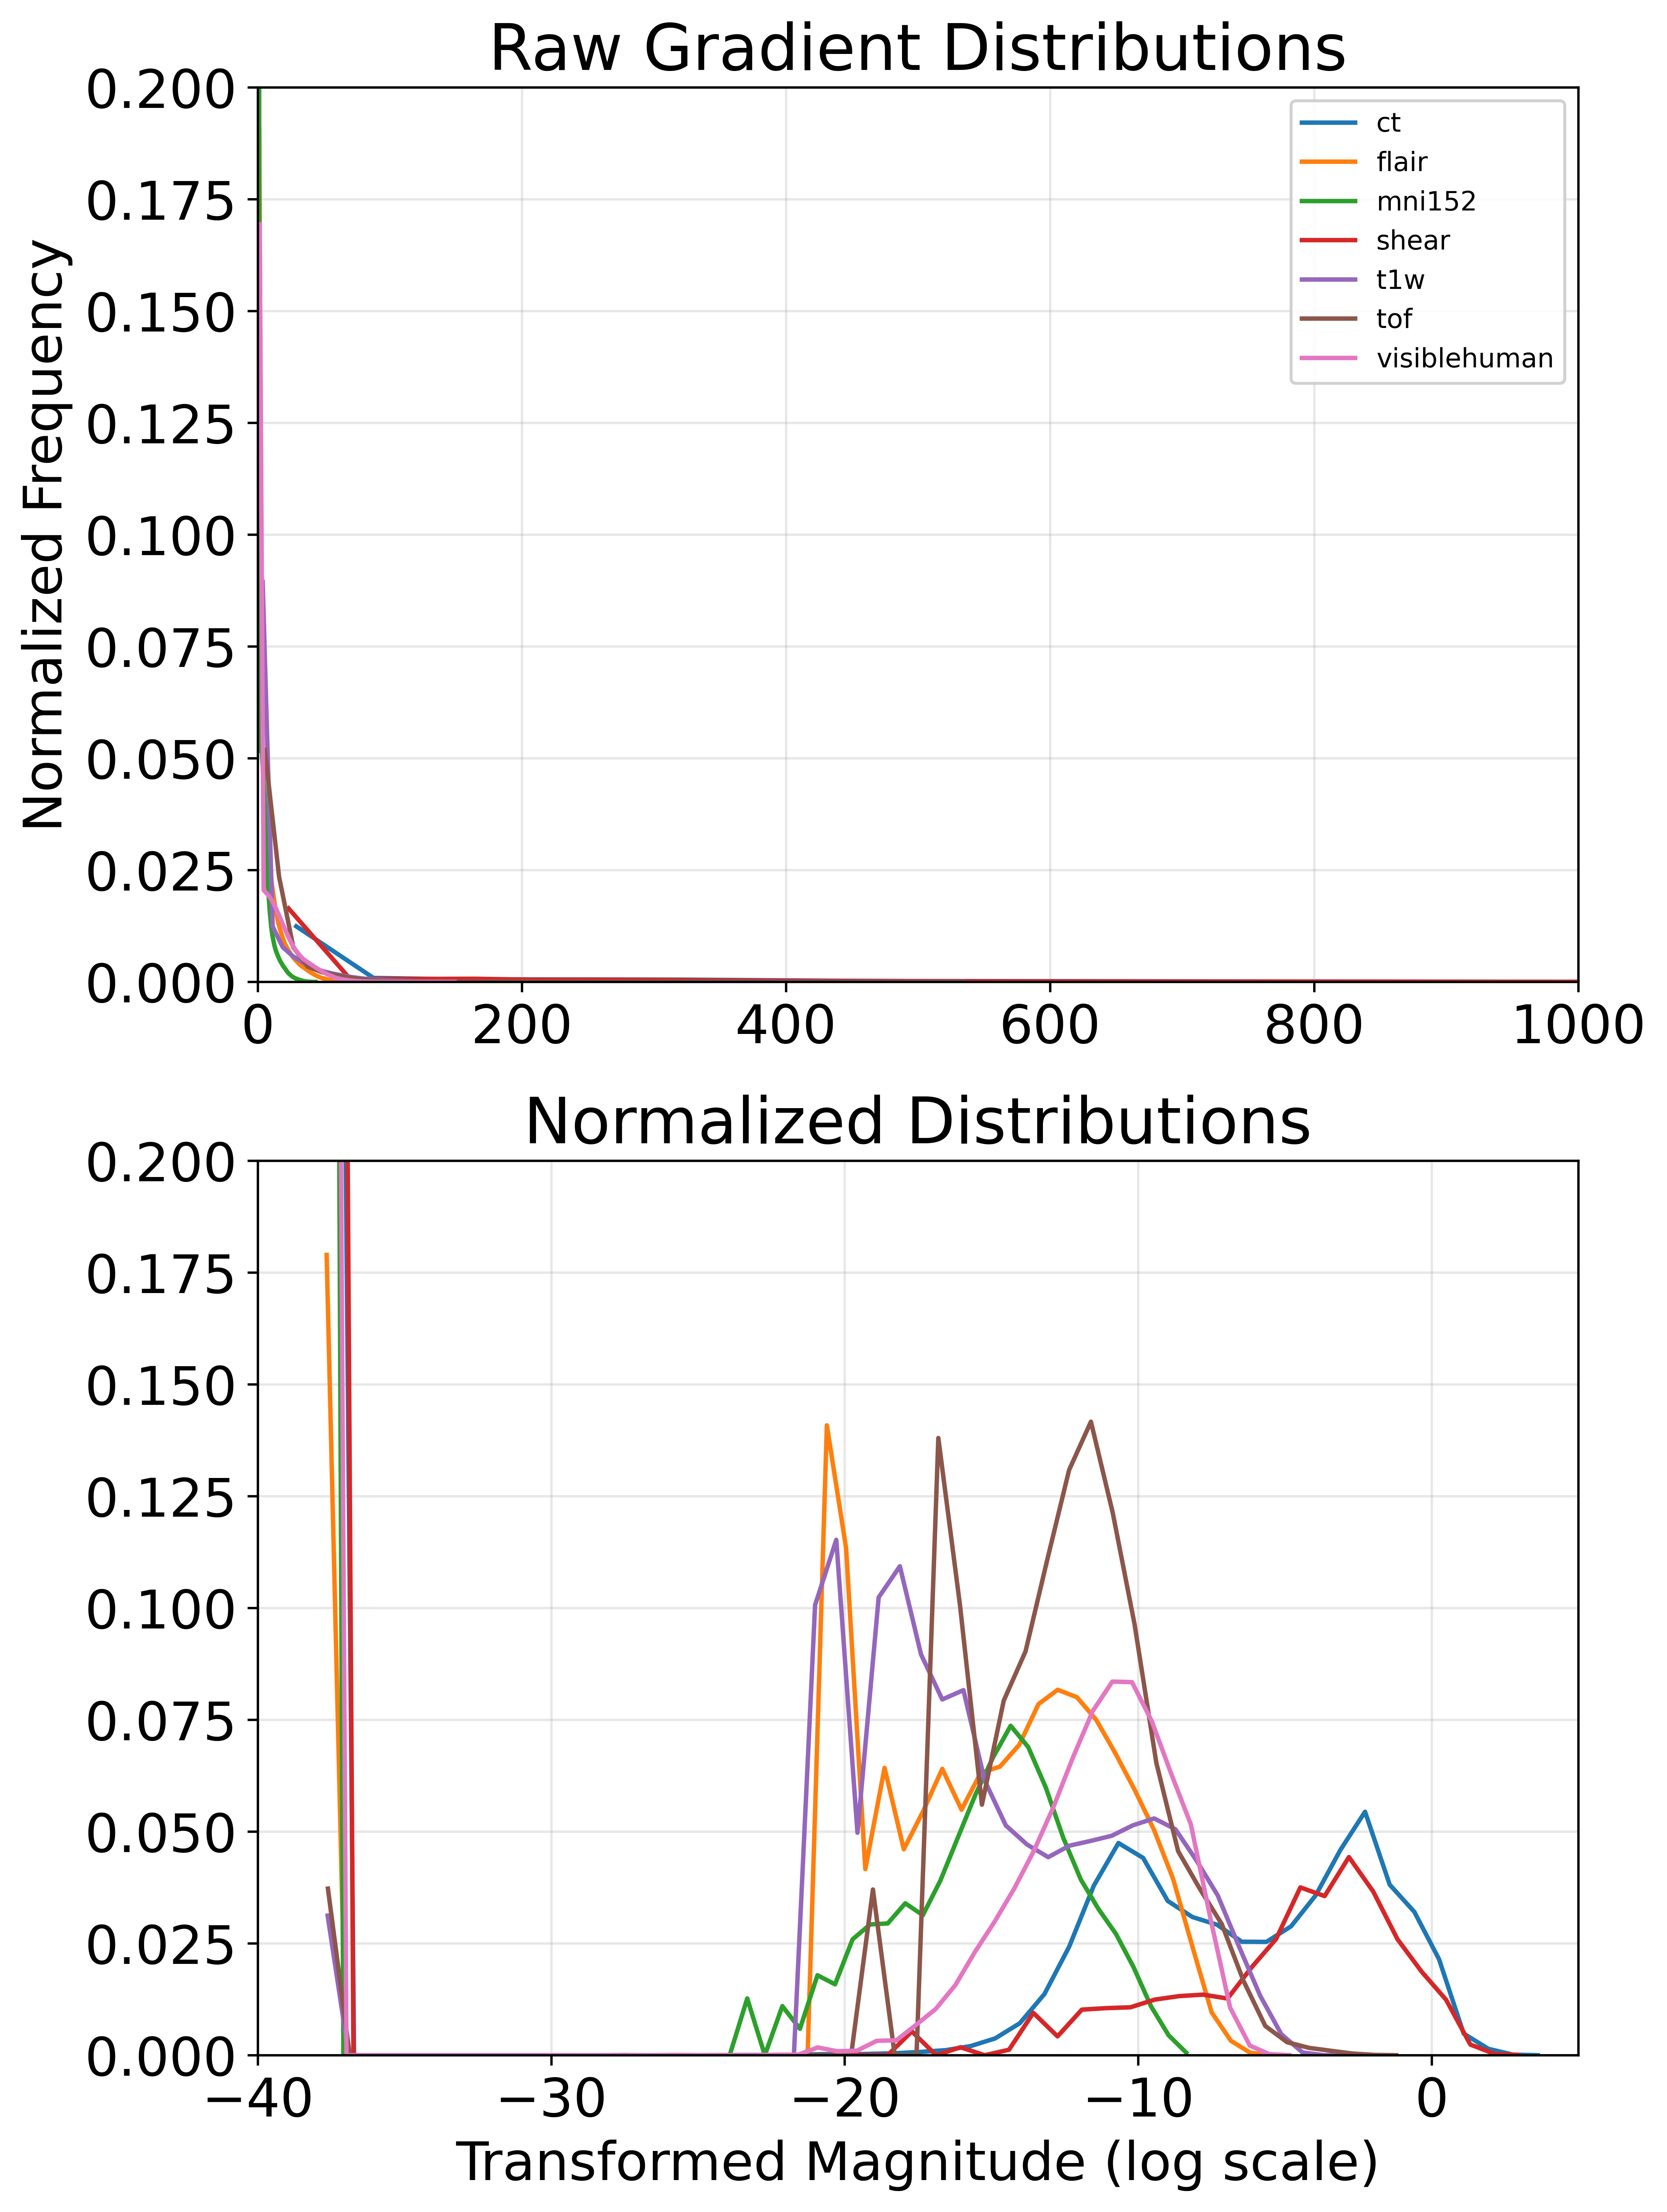 Raw Gradient Distributions
Normalized Frequency
0.200
0.175
0.150
0.125
0.100
0.075
0.050
0.025
0.000
0 200 400 600 800 1000
ct
flair
mni152
shear
t1w
tof
visiblehuman
Normalized Distributions
0.200
0.175
0.150
0.125
0.100
0.075
0.050
0.025
0.000
−40 −30 −20 −10 0
Transformed Magnitude (log scale)